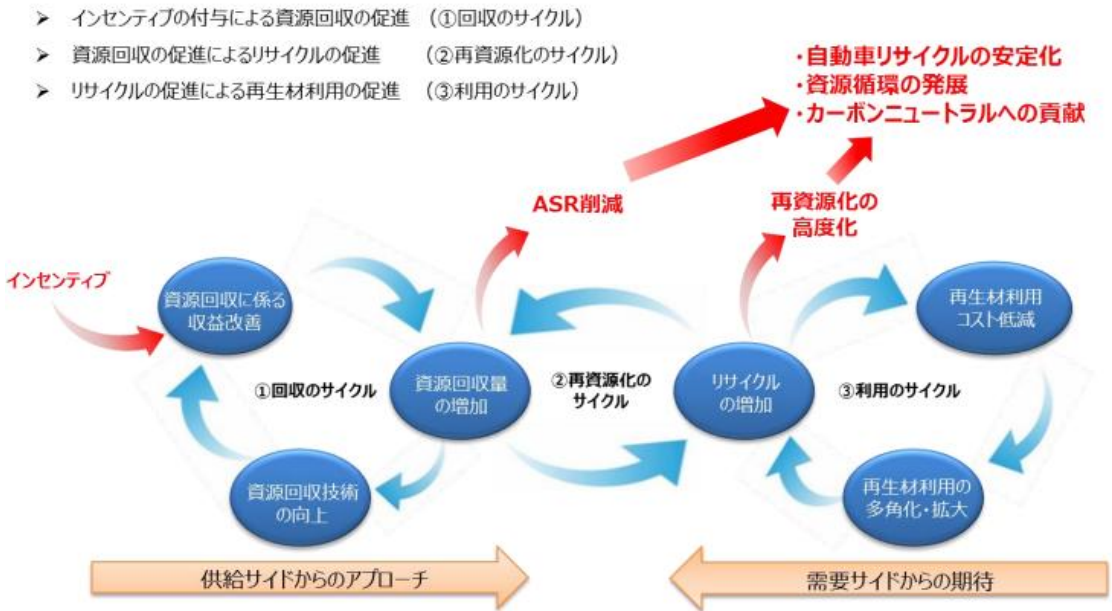 ➤ インセンティブの付与による資源回収の促進 （①回収のサイクル）
➤ 資源回収の促進によるリサイクルの促進 （②再資源化のサイクル）
➤ リサイクルの促進による再生材利用の促進 （③利用のサイクル）
・自動車リサイクルの安定化
・資源循環の発展
・カーボンニュートラルへの貢献
ASR削減
再資源化の
高度化
インセンティブ
資源回収に係る
収益改善
再生材利用
コスト低減
①回収のサイクル
資源回収量
の増加
②再資源化の
サイクル
リサイクル
の増加
③利用のサイクル
資源回収技術
の向上
再生材利用の
多角化・拡大
供給サイドからのアプローチ
需要サイドからの期待